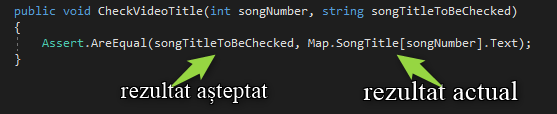 public void CheckVideoTitle(int songNumber, string songTitleToBeChecked)
{
Assert.AreEqual(songTitleToBeChecked, Map.SongTitle[songNumber].Text);
}
rezultat așteptat
rezultat actual